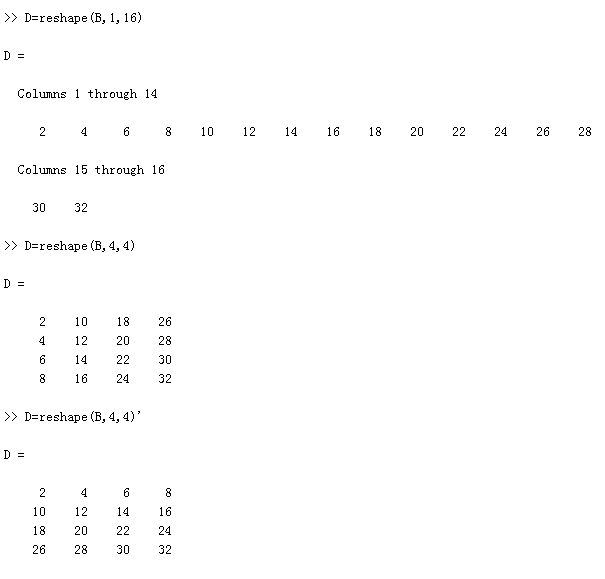 >> D=reshape(B,1,16)
D =
Columns 1 through 14
2 4 6 8 10 12 14 16 18 20 22 24 26 28
Columns 15 through 16
30 32
>> D=reshape(B,4,4)
D =
2 10 18 26
4 12 20 28
6 14 22 30
8 16 24 32
>> D=reshape(B,4,4)'
D =
2 4 6 8
10 12 14 16
18 20 22 24
26 28 30 32